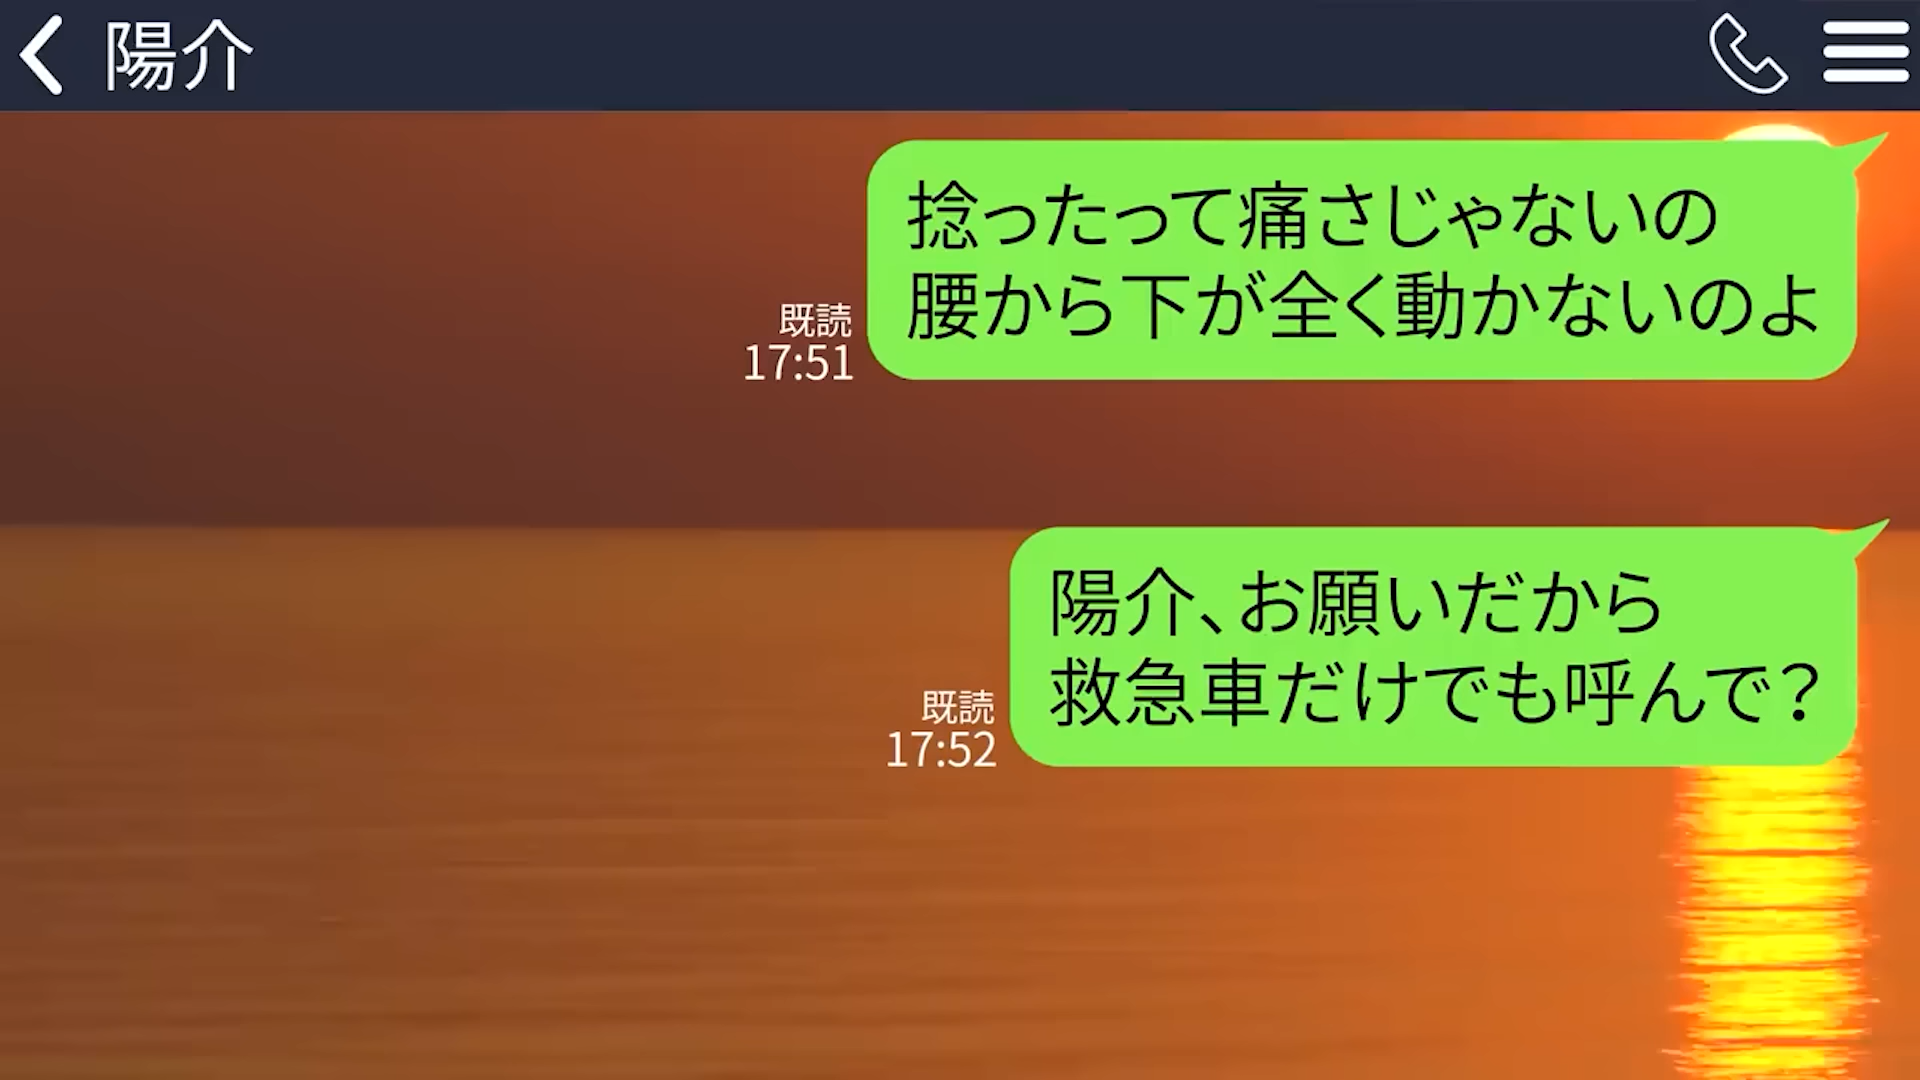 陽介
捻ったって痛さじゃないの
腰から下が全く動かないのよ
既読
17:51
陽介、お願いだから
救急車だけでも呼んで？
既読
17:52